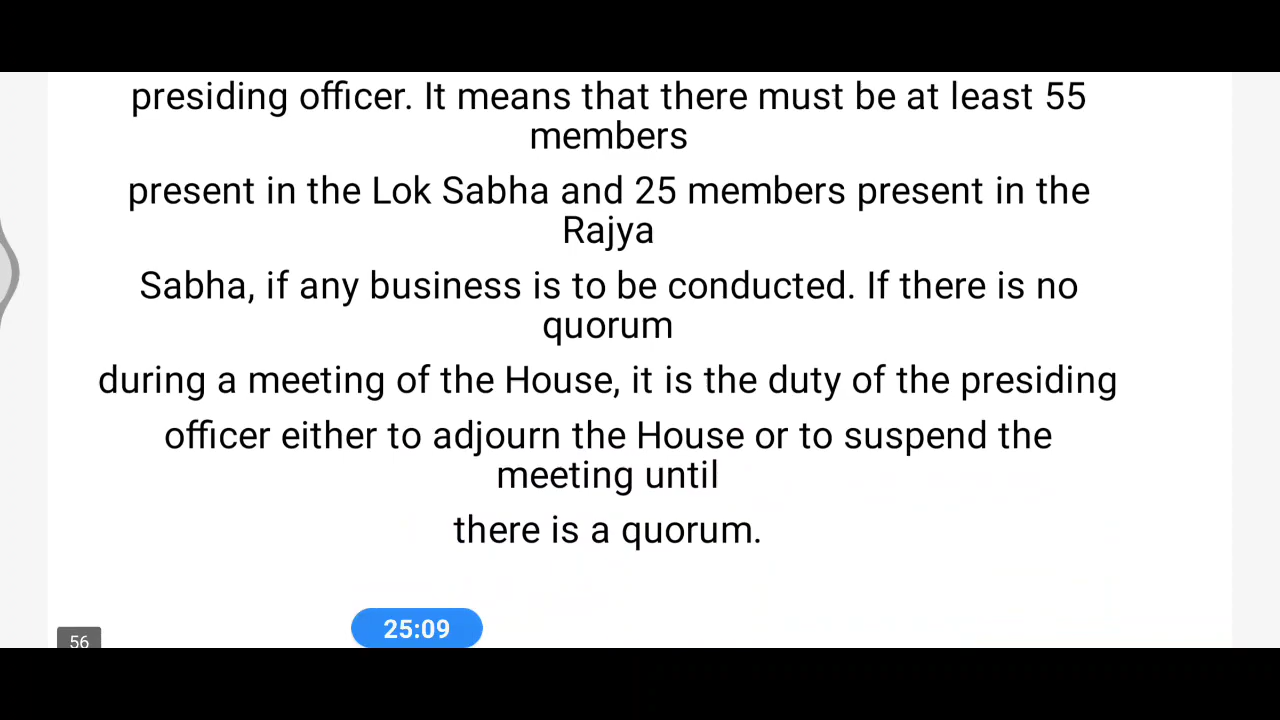 presiding officer. It means that there must be at least 55
members
present in the Lok Sabha and 25 members present in the
Rajya
Sabha, if any business is to be conducted. If there is no
quorum
during a meeting of the House, it is the duty of the presiding
officer either to adjourn the House or to suspend the
meeting until
there is a quorum.
25:09
56